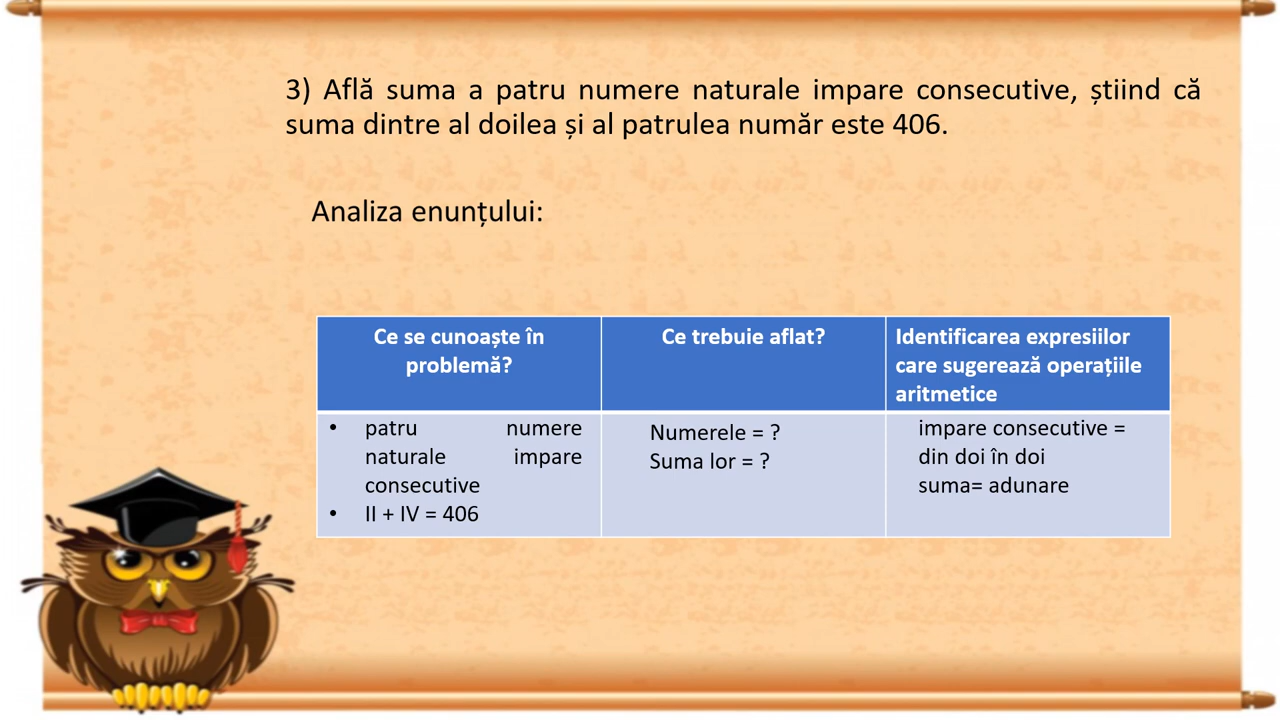 3) Află suma a patru numere naturale impare consecutive, știind că
suma dintre al doilea și al patrulea număr este 406.
Analiza enunțului:
Ce se cunoaște în
problemă?
Ce trebuie aflat?
Identificarea expresiilor
care sugerează operațiile
aritmetice
• patru numere
naturale impare
consecutive
• II + IV = 406
Numerele = ?
Suma lor = ?
impare consecutive =
din doi în doi
suma= adunare